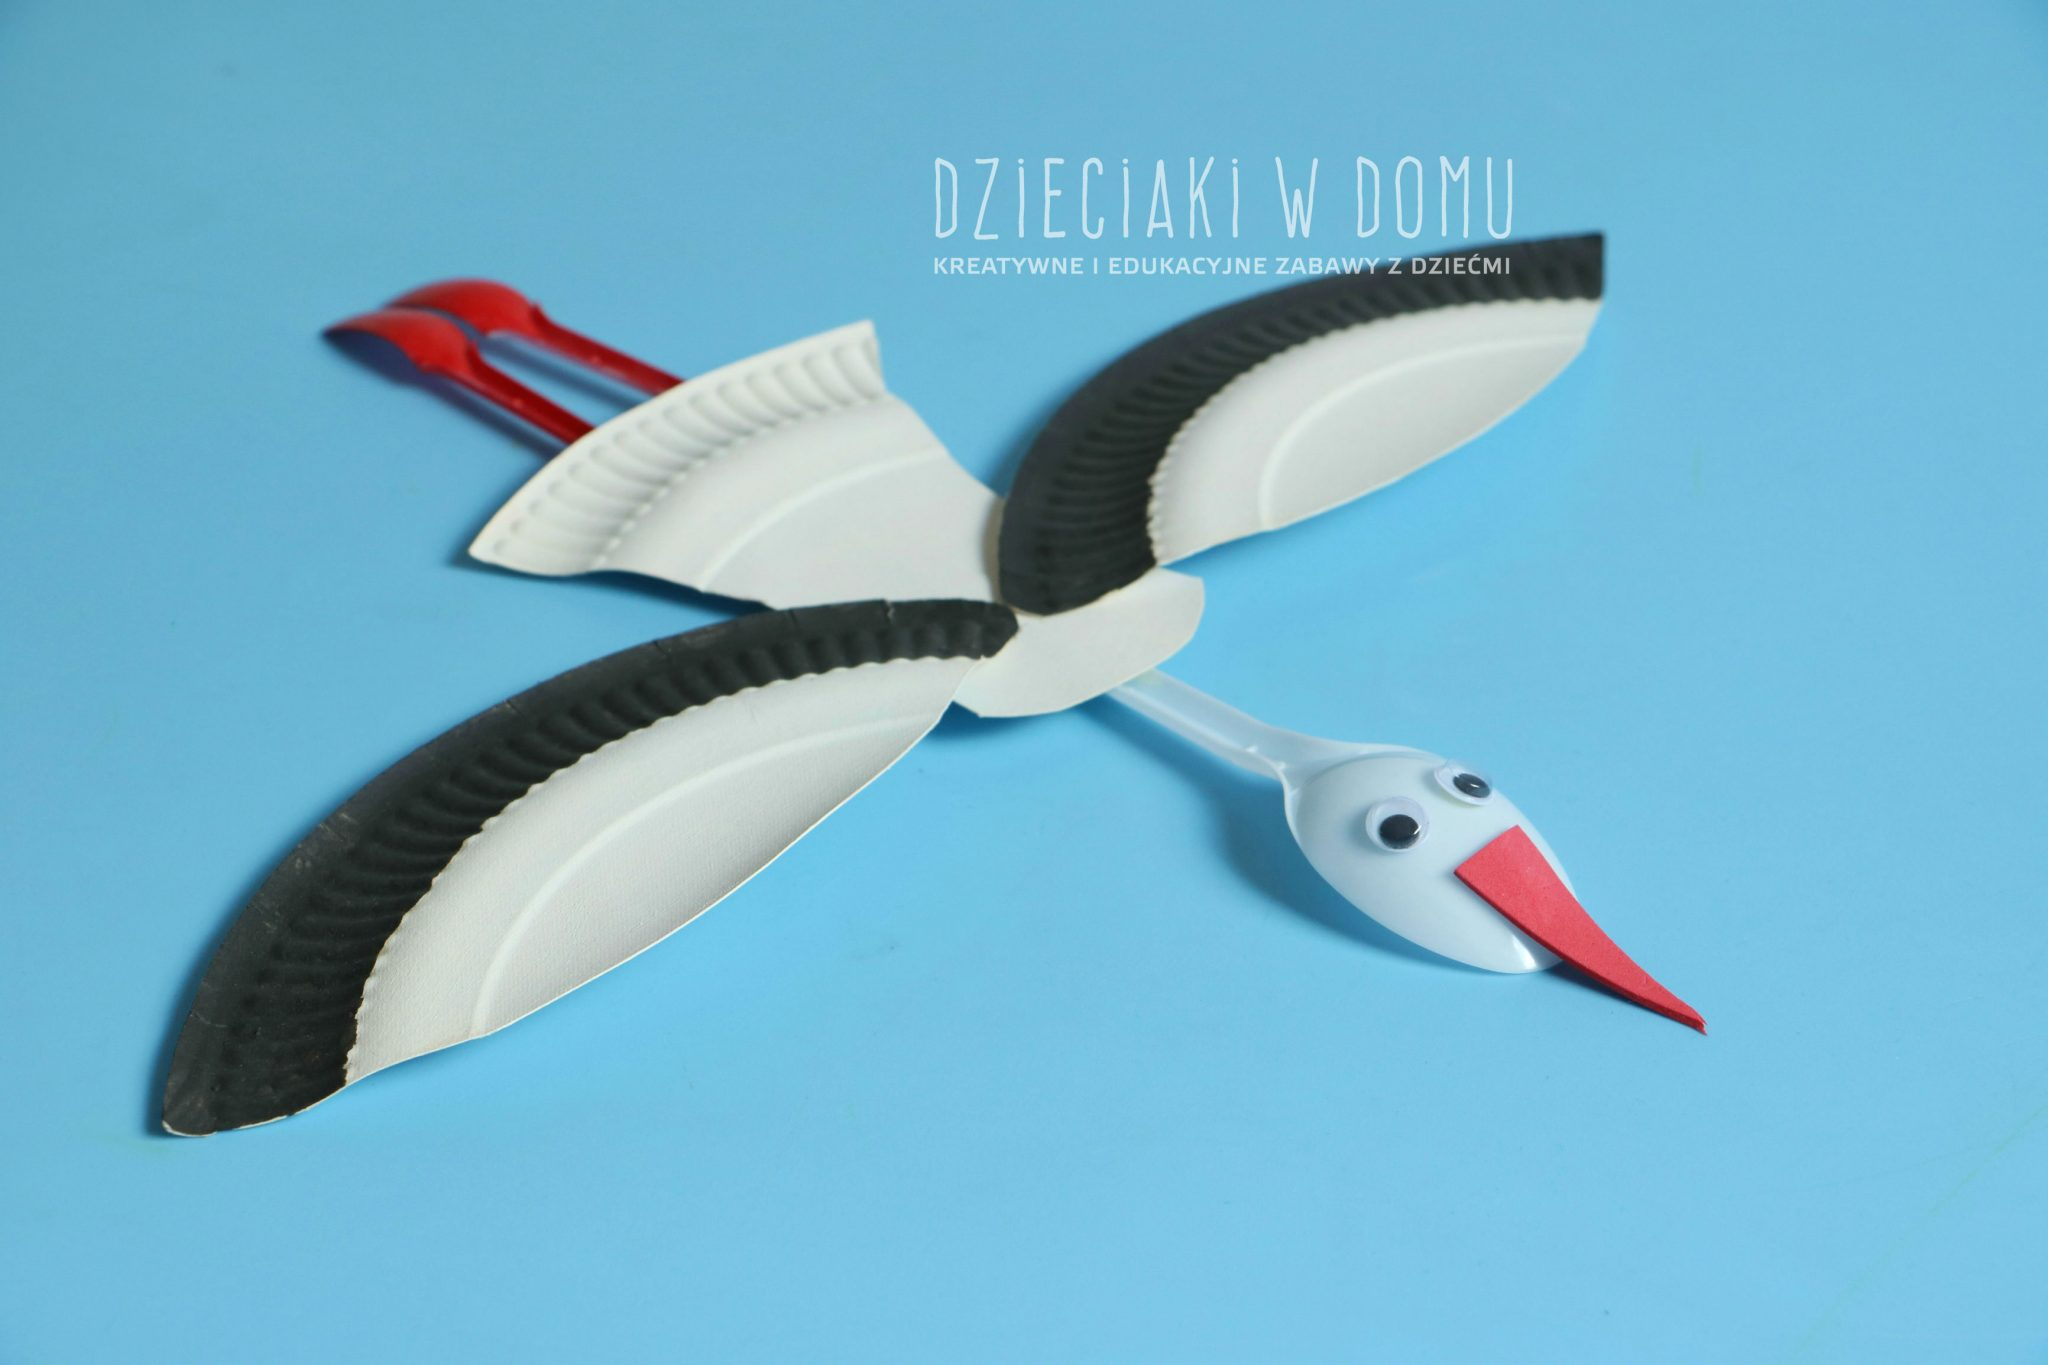 DZiECiAKi W DOMU
KREATYWNE I EDUKACYJNE ZABAWY Z DZIEĆMI